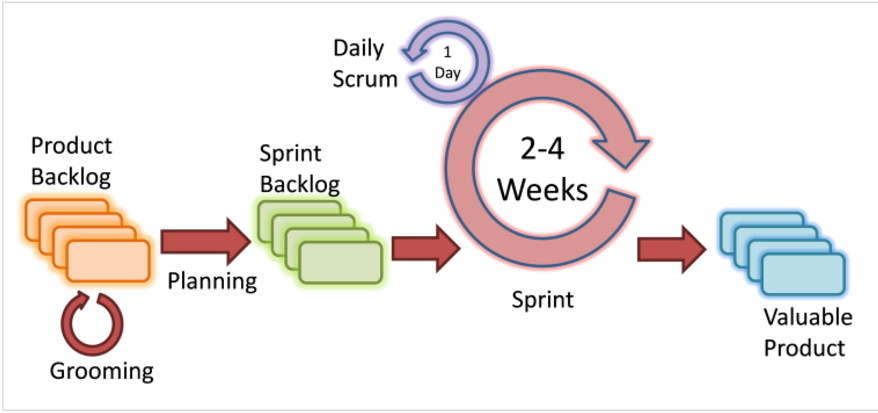 Daily
Scrum
1
Day
2-4
Weeks
Product
Backlog
Sprint
Backlog
Planning
Sprint
Grooming
Valuable
Product